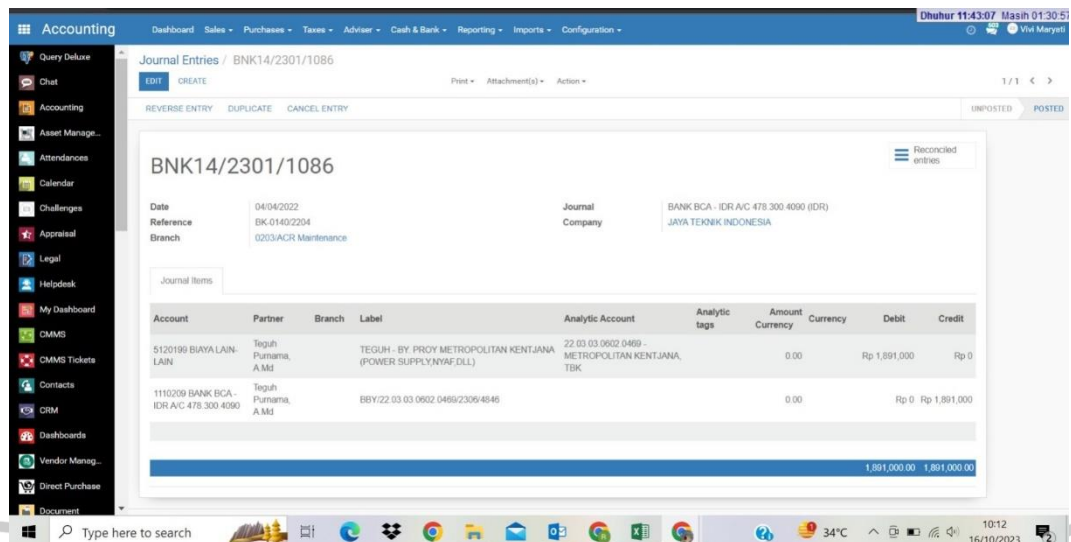 Dhuhur 11:43:07 Masih 01:30:57
Accounting
Dashboard Sales Purchases Taxes Adviser Cash & Bank Reporting Imports Configuration
Vivi Maryeti
Query Deluxe
Chat
Accounting
Asset Manage...
Attendances
Calendar
Challenges
Appraisal
Legal
Helpdesk
My Dashboard
CMMS
CMMS Tickets
Contacts
CRM
Dashboards
Vendor Manag...
Direct Purchase
Document
Journal Entries / BNK14/2301/1086
EDIT CREATE
Print Attachment(s) Action
1 / 1
REVERSE ENTRY DUPLICATE CANCEL ENTRY
UNPOSTED POSTED
Reconciled
entries
BNK14/2301/1086
Date 04/04/2022
Reference BK-0140/2204
Branch 0203/ACR Maintenance
Journal BANK BCA - IDR A/C 478.300.4090 (IDR)
Company JAYA TEKNIK INDONESIA
Journal Items
Account Partner Branch Label Analytic Account Analytic tags Amount Currency Currency Debit Credit
5120199 BIAYA LAIN-LAIN Teguh Purnama, A.Md TEGUH - BY. PROY METROPOLITAN KENTJANA (POWER SUPPLY,NYAF,DLL) 22.03.03.0602.0469 - METROPOLITAN KENTJANA, TBK 0.00 Rp 1,891,000 Rp 0
1110209 BANK BCA - IDR A/C 478.300.4090 Teguh Purnama, A.Md BBY/22.03.03.0602.0469/2306/4846 0.00 Rp 0 Rp 1,891,000
1,891,000.00 1,891,000.00
Type here to search
34°C
10:12
16/10/2023